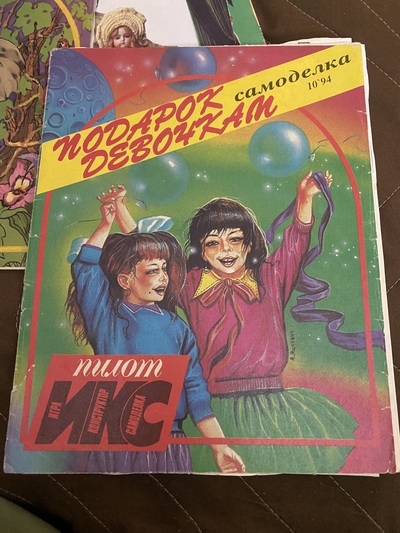 самоделка
10'94
ПОДАРОК
ДЕВОЧКАМ
пилот
ИКС
ИГРА
КОНСТРУКТОР
САМОДЕЛКА